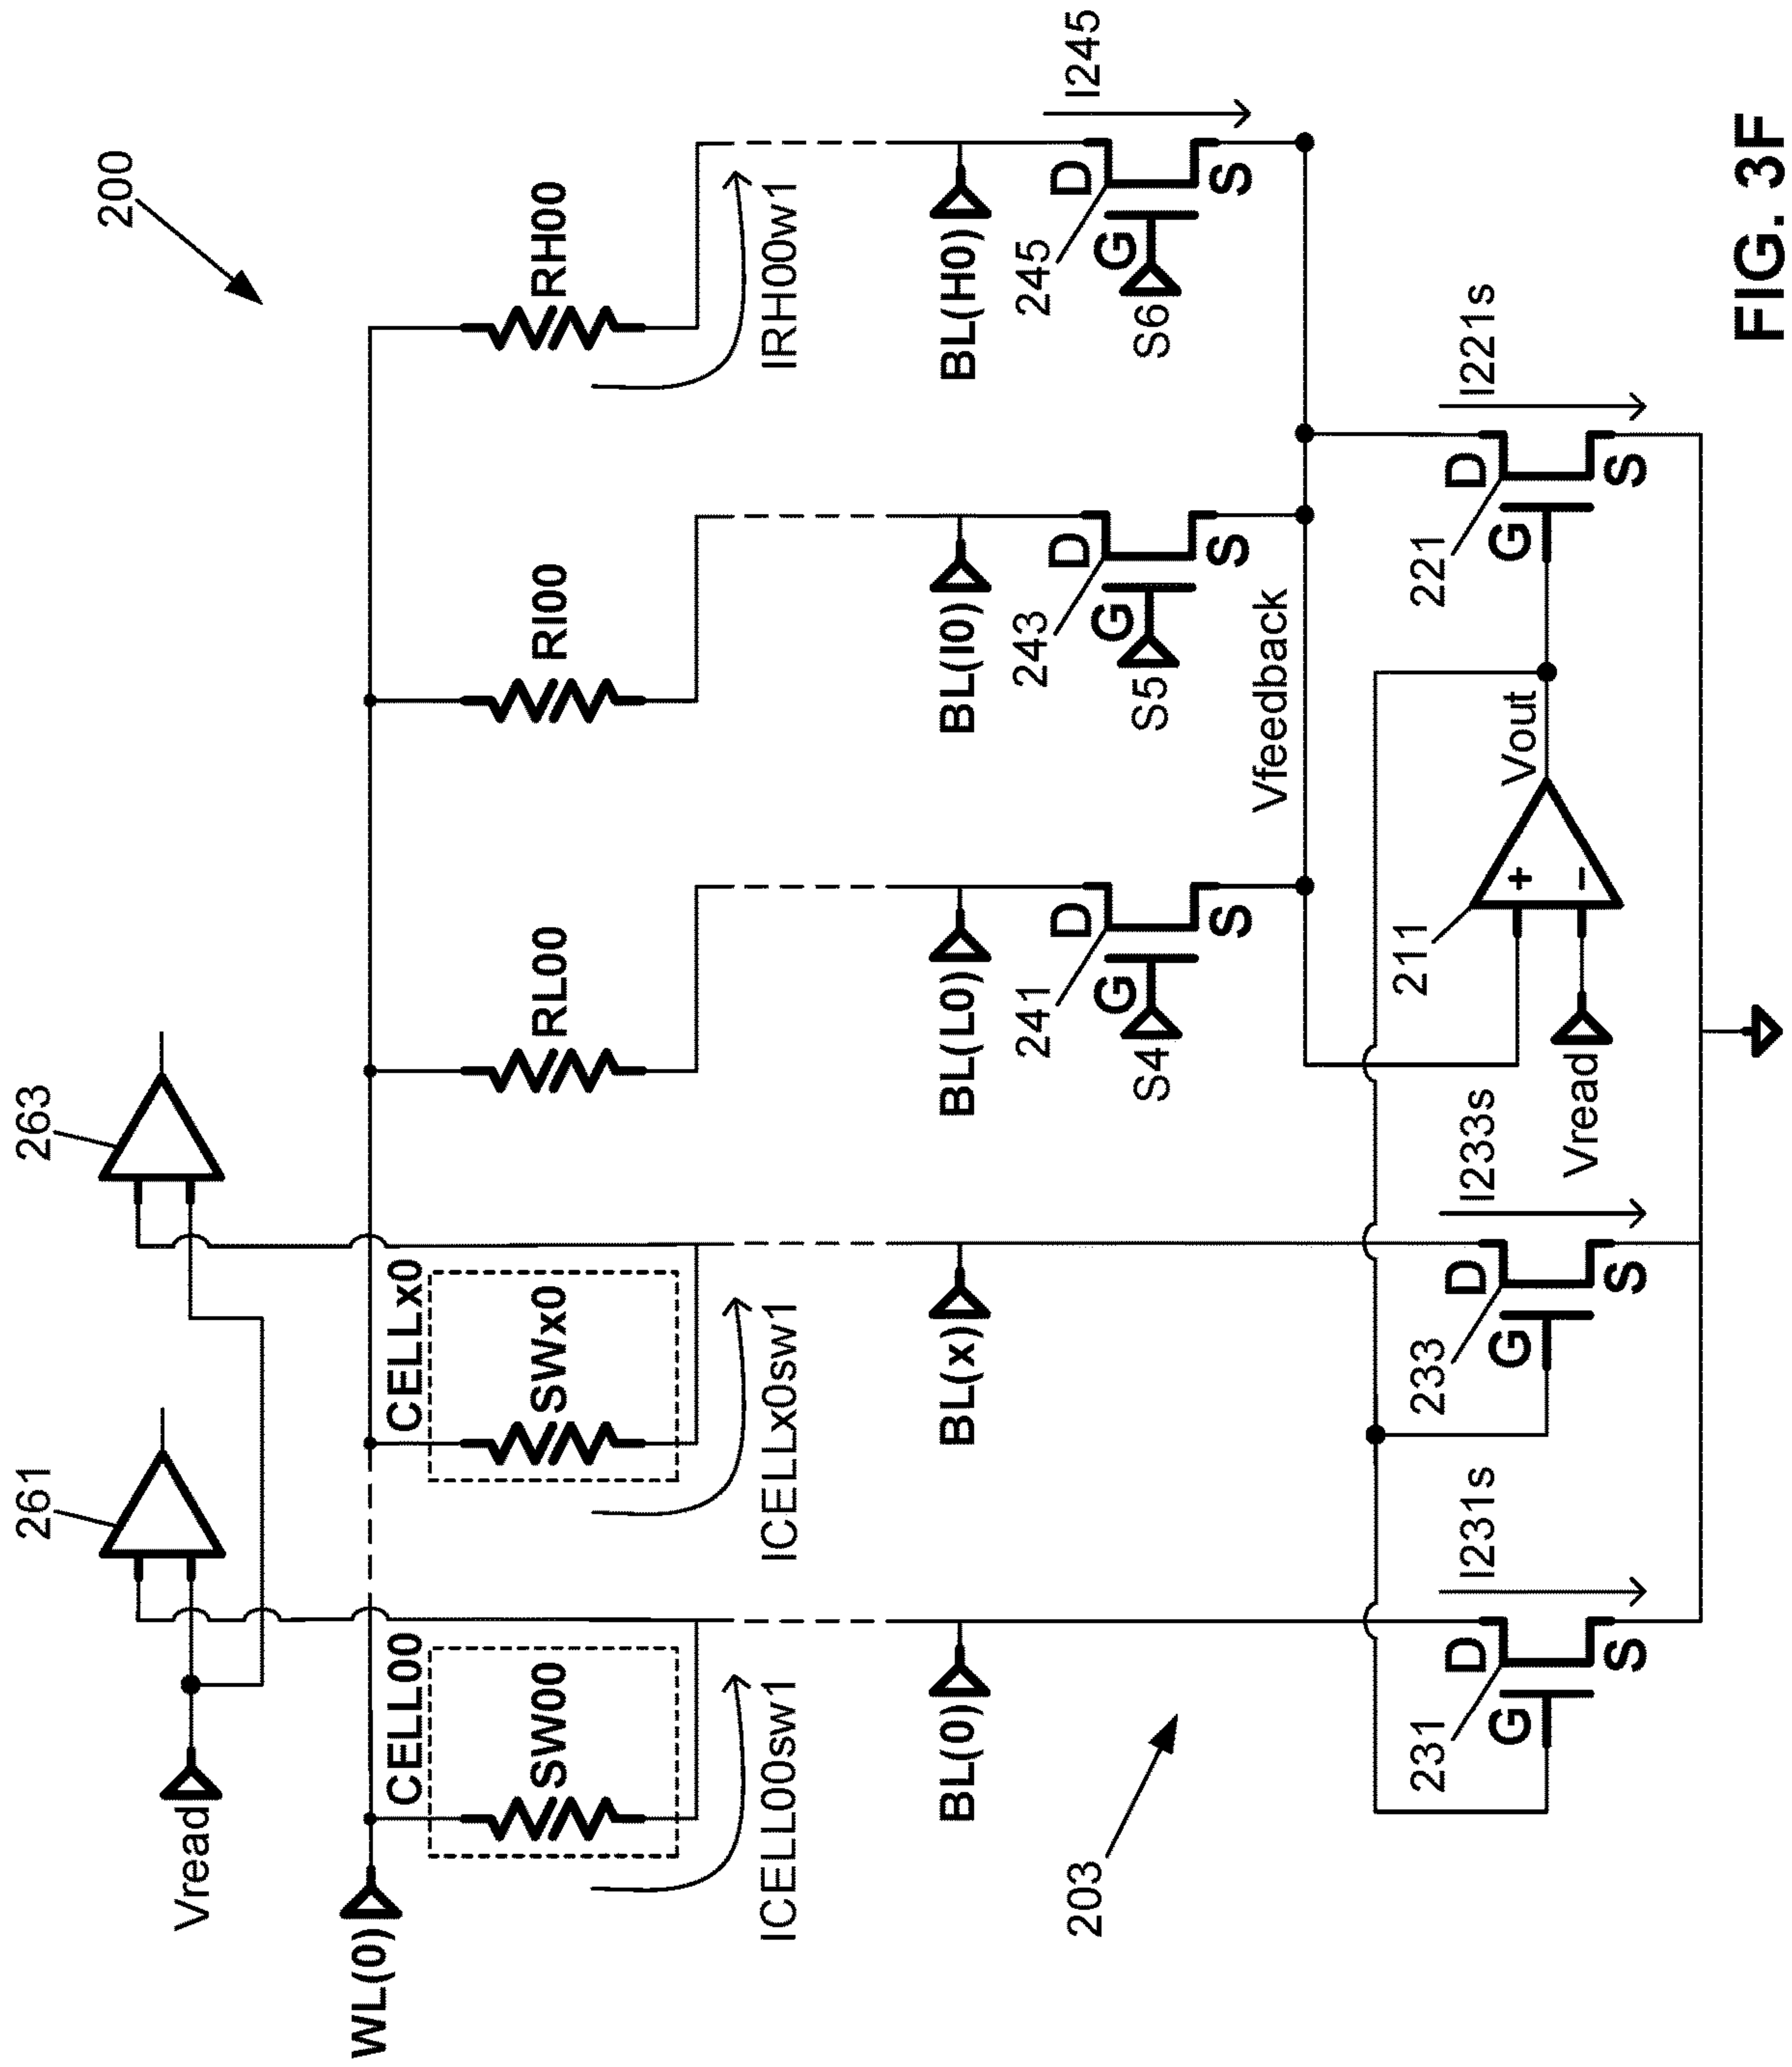 200
263
261
Vread
WL(0)
CELL00
SW00
CELLx0
SWx0
RL00
RI00
RH00
ICELL00sw1
ICELLx0sw1
IRH00w1
BL(0)
BL(x)
BL(L0)
BL(I0)
BL(H0)
203
241
D
G
S
S4
243
D
G
S
S5
245
D
G
S
S6
I245
Vfeedback
231
D
G
S
I231s
233
D
G
S
I233s
211
+
−
Vread
Vout
221
D
G
S
I221s
FIG. 3F